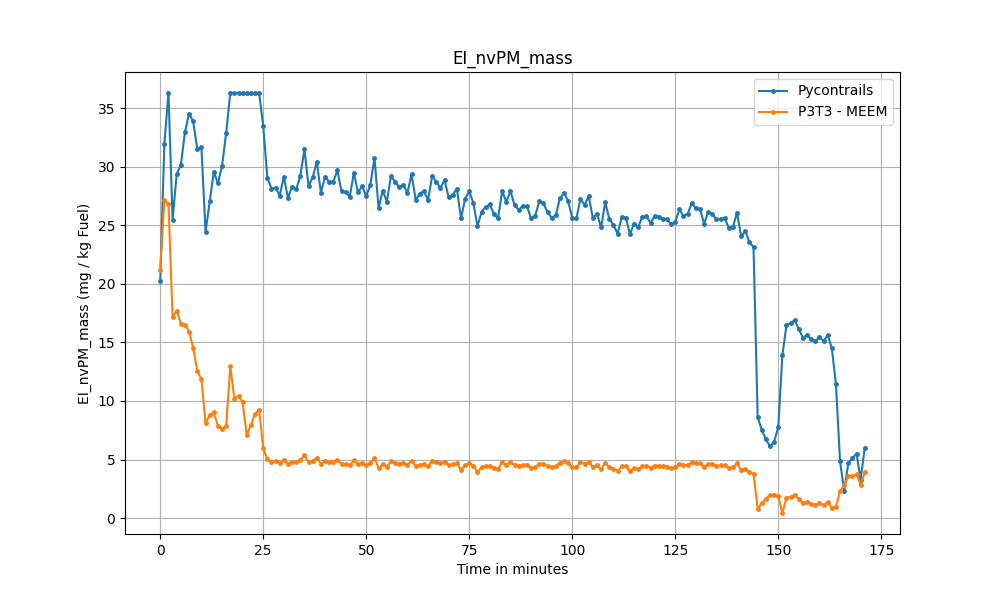 EI_nvPM_mass
Pycontrails
P3T3 - MEEM
EI_nvPM_mass (mg / kg Fuel)
35
30
25
20
15
10
5
0
0 25 50 75 100 125 150 175
Time in minutes